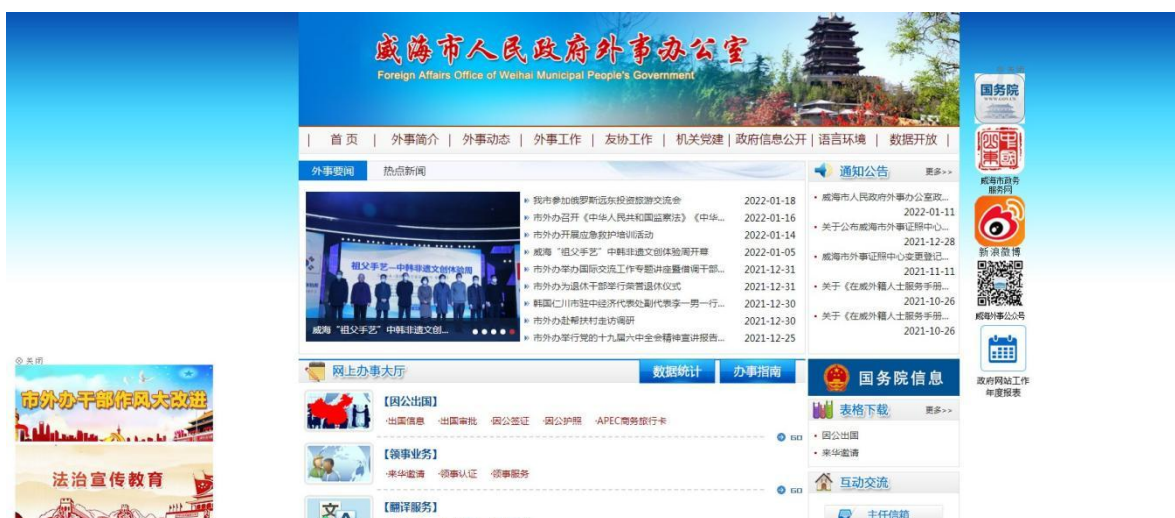 威海市人民政府外事办公室
Foreign Affairs Office of Weihai Municipal People's Government
国务院
WWW.GOV.CN
首 页 | 外事简介 | 外事动态 | 外事工作 | 友协工作 | 机关党建 | 政府信息公开 | 语言环境 | 数据开放
威海市政务服务网
新浪微博
威海外事公众号
政府网站工作
年度报表
外事要闻 热点新闻
祖父手艺—中韩非遗文创体验周
威海“祖父手艺”中韩非遗文创...
我市参加俄罗斯远东投资旅游交流会 2022-01-18
市外办召开《中华人民共和国监察法》《中华... 2022-01-16
市外办开展应急救护培训活动 2022-01-14
威海“祖父手艺”中韩非遗文创体验周开幕 2022-01-05
市外办举办国际交流工作专题讲座暨借调干部... 2021-12-31
市外办为退休干部举行荣誉退休仪式 2021-12-31
韩国仁川市驻中经济代表处副代表李一男一行... 2021-12-30
市外办赴帮扶村走访调研 2021-12-30
市外办举行党的十九届六中全会精神宣讲报告... 2021-12-25
通知公告 更多>>
威海市人民政府外事办公室政...
2022-01-11
关于公布威海市外事证照中心...
2021-12-28
威海市外事证照中心变更登记...
2021-11-11
关于《在威外籍人士服务手册...
2021-10-26
关于《在威外籍人士服务手册...
2021-10-26
关闭
市外办干部作风大改进
法治宣传教育
网上办事大厅 数据统计 办事指南
【因公出国】
·出国信息 ·出国审批 ·因公签证 ·因公护照 ·APEC商务旅行卡
GO
【领事业务】
·来华邀请 ·领事认证 ·领事服务
GO
【翻译服务】
文 A
国务院信息
表格下载 更多>>
因公出国
来华邀请
互动交流
主任信箱